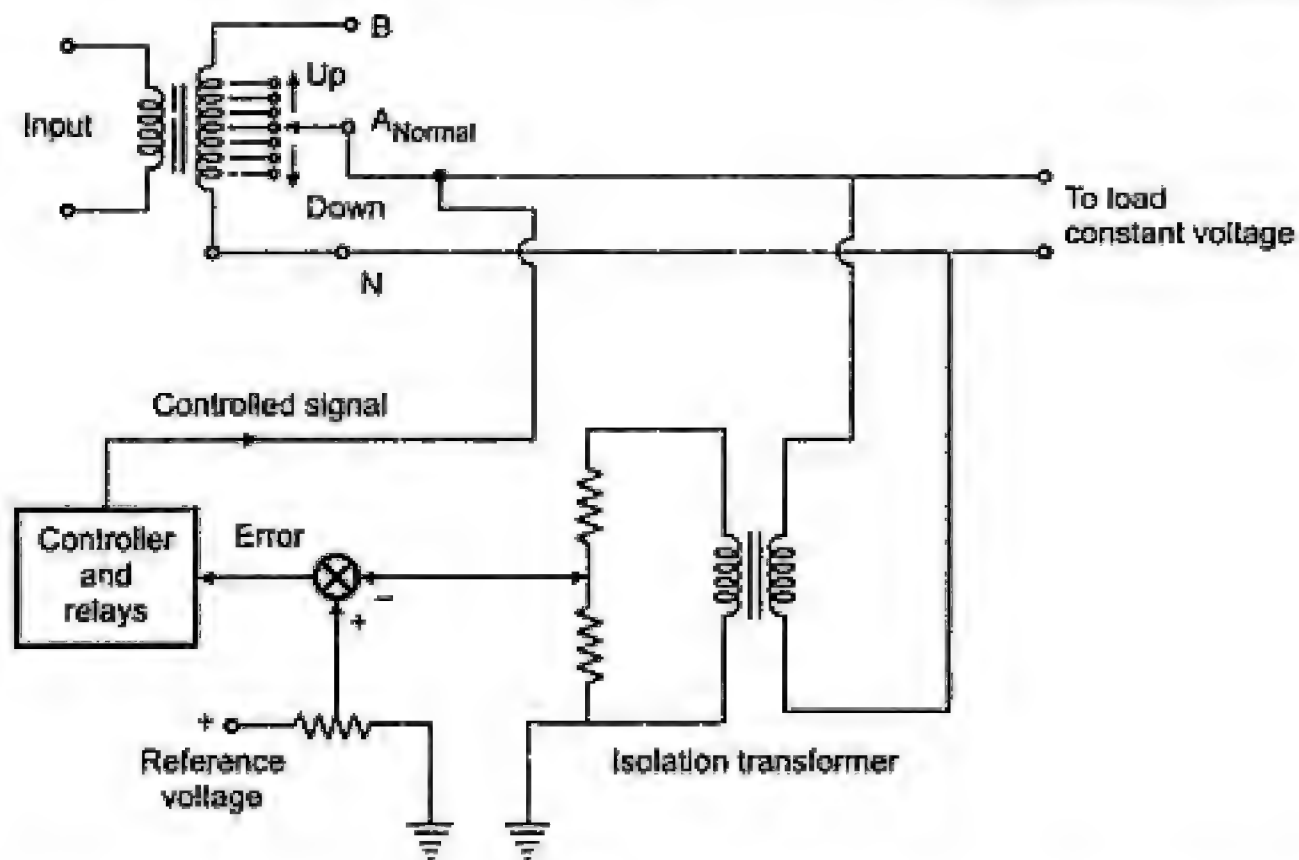 B
Up
Input
A Normal
Down
To load
constant voltage
N
Controlled signal
Controller
and
relays
Error
−
+
+
Reference
voltage
Isolation transformer